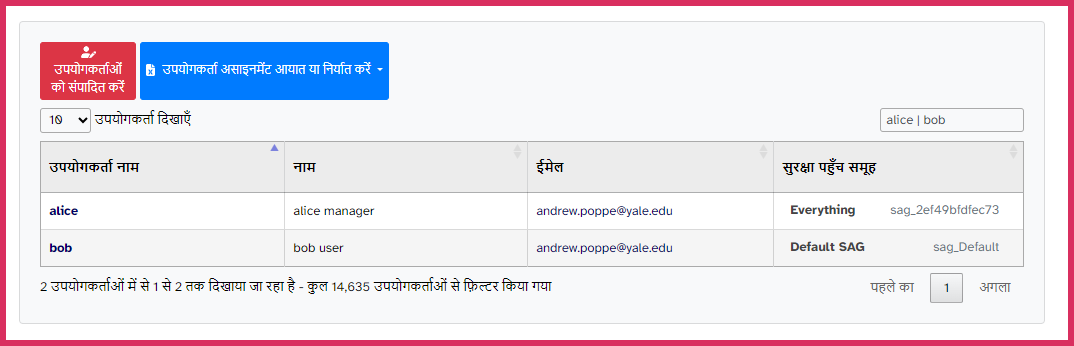 उपयोगकर्ताओं
को संपादित करें
उपयोगकर्ता असाइनमेंट आयात या निर्यात करें
10 उपयोगकर्ता दिखाएँ
alice | bob
उपयोगकर्ता नाम नाम ईमेल सुरक्षा पहुँच समूह
alice alice manager andrew.poppe@yale.edu Everything sag_2ef49bfdfec73
bob bob user andrew.poppe@yale.edu Default SAG sag_Default
2 उपयोगकर्ताओं में से 1 से 2 तक दिखाया जा रहा है - कुल 14,635 उपयोगकर्ताओं से फ़िल्टर किया गया
पहले का 1 अगला